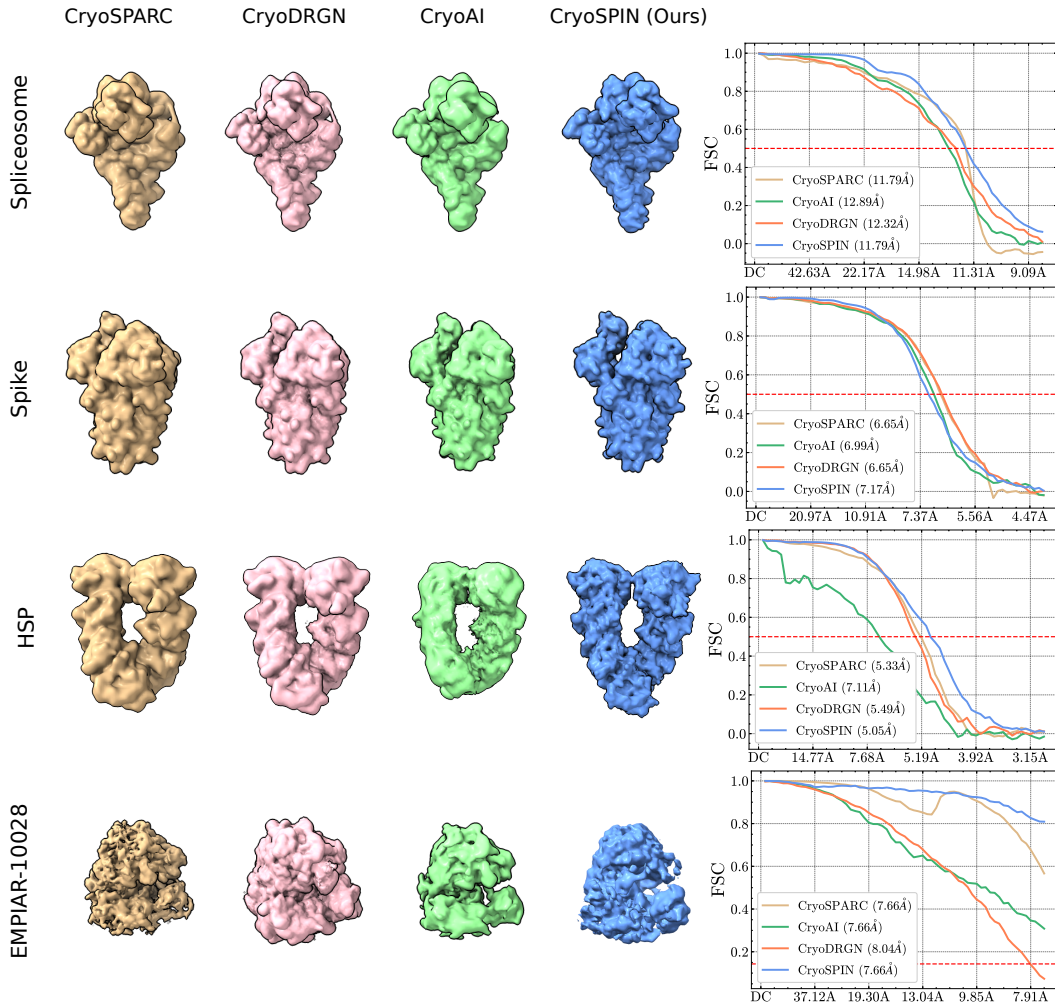 CryoSPARC CryoDRGN CryoAI CryoSPIN (Ours)
Spliceosome
FSC
1.0
0.8
0.6
0.4
0.2
0.0
CryoSPARC (11.79Å)
CryoAI (12.89Å)
CryoDRGN (12.32Å)
CryoSPIN (11.79Å)
DC 42.63A 22.17A 14.98A 11.31A 9.09A
Spike
FSC
1.0
0.8
0.6
0.4
0.2
0.0
CryoSPARC (6.65Å)
CryoAI (6.99Å)
CryoDRGN (6.65Å)
CryoSPIN (7.17Å)
DC 20.97A 10.91A 7.37A 5.56A 4.47A
HSP
FSC
1.0
0.8
0.6
0.4
0.2
0.0
CryoSPARC (5.33Å)
CryoAI (7.11Å)
CryoDRGN (5.49Å)
CryoSPIN (5.05Å)
DC 14.77A 7.68A 5.19A 3.92A 3.15A
EMPIAR-10028
FSC
1.0
0.8
0.6
0.4
0.2
CryoSPARC (7.66Å)
CryoAI (7.66Å)
CryoDRGN (8.04Å)
CryoSPIN (7.66Å)
DC 37.12A 19.30A 13.04A 9.85A 7.91A